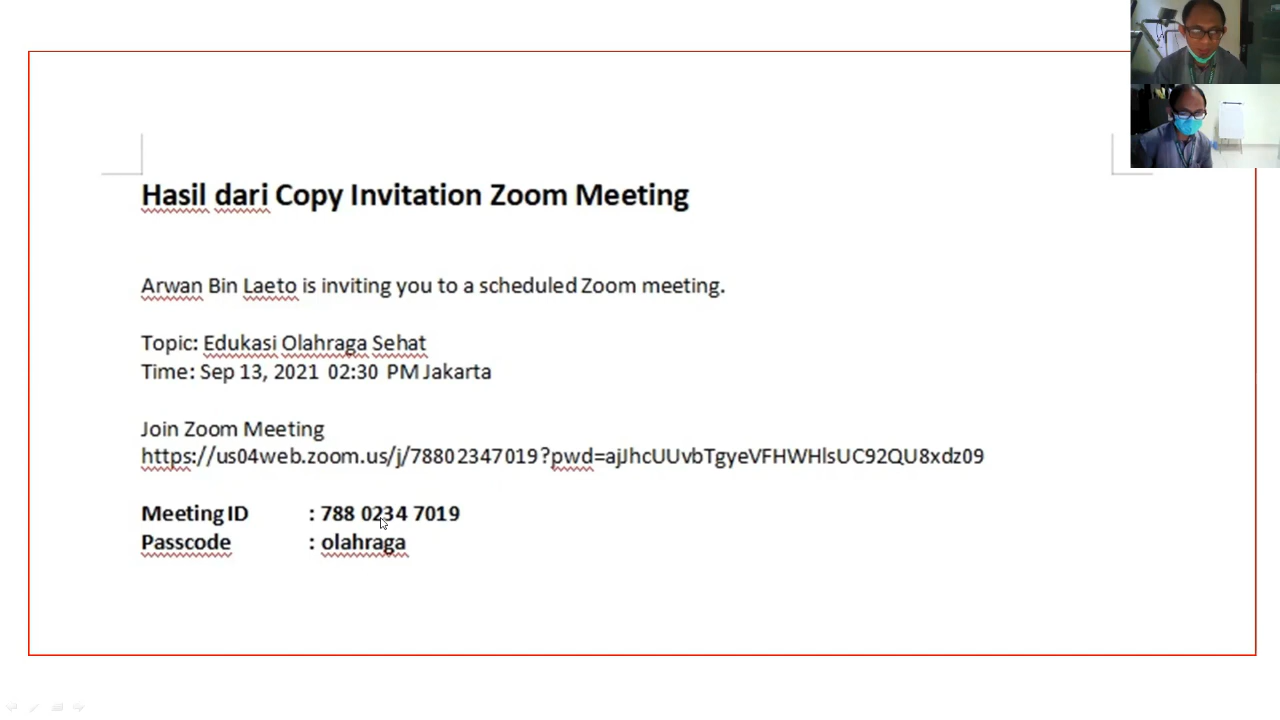 Hasil dari Copy Invitation Zoom Meeting
Arwan Bin Laeto is inviting you to a scheduled Zoom meeting.
Topic: Edukasi Olahraga Sehat
Time: Sep 13, 2021 02:30 PM Jakarta
Join Zoom Meeting
https://us04web.zoom.us/j/78802347019?pwd=ajJhcUUvbTgyeVFHWHlsUC92QU8xdz09
Meeting ID : 788 0234 7019
Passcode : olahraga